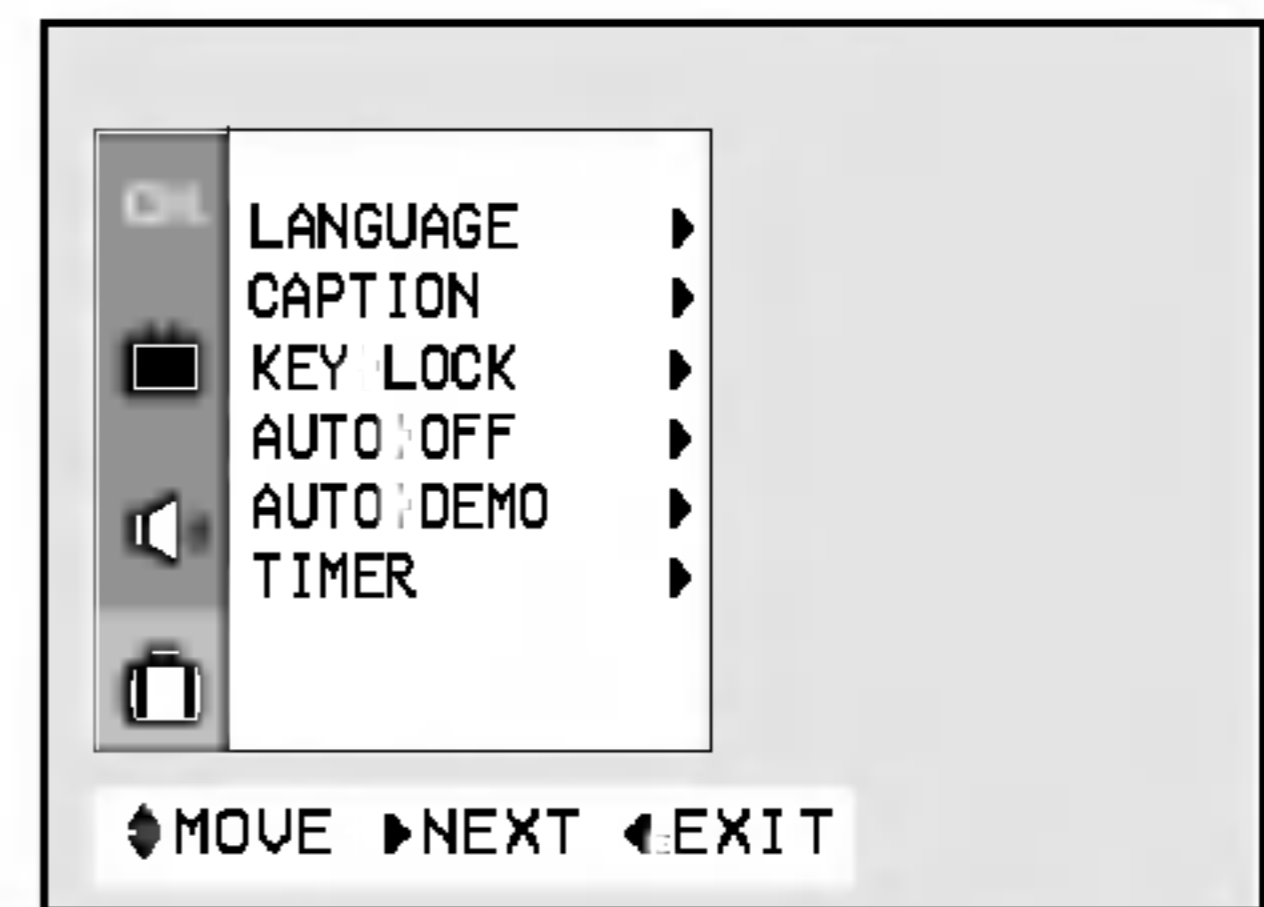 LANGUAGE
CAPTION
KEY LOCK
AUTO OFF
AUTO DEMO
TIMER
MOVE NEXT EXIT